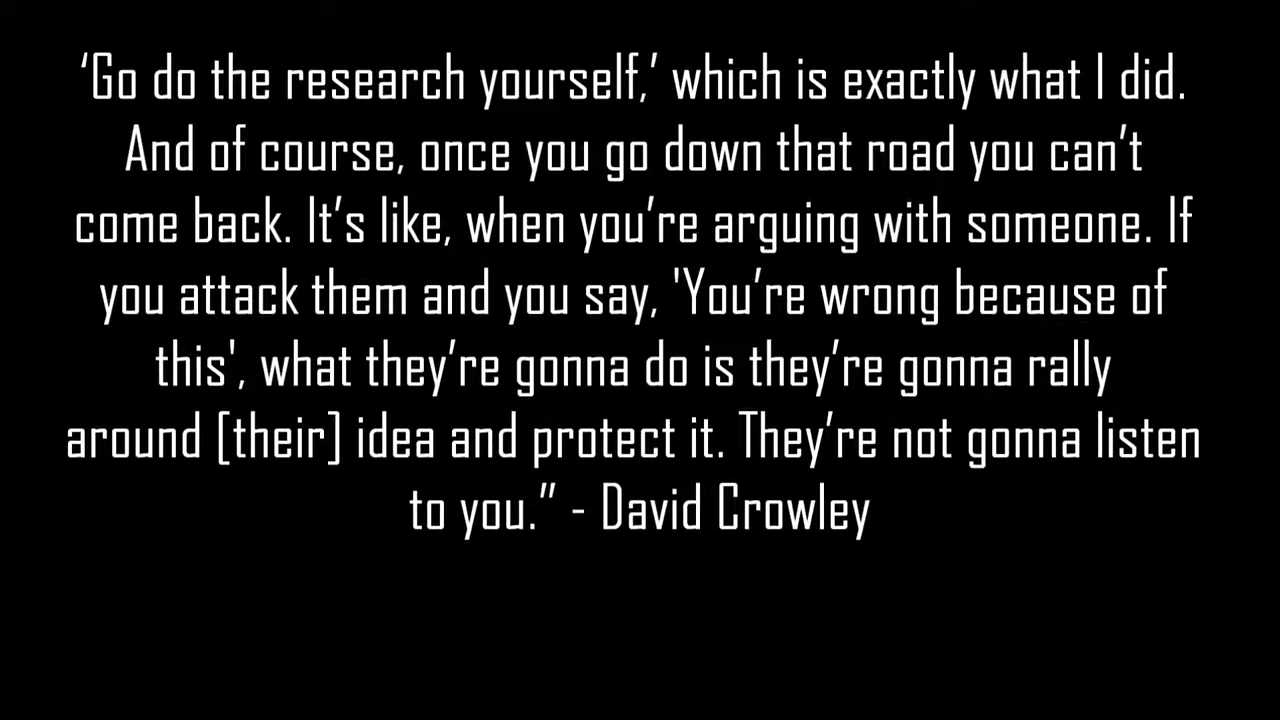 ‘Go do the research yourself,’ which is exactly what I did.
And of course, once you go down that road you can’t
come back. It’s like, when you’re arguing with someone. If
you attack them and you say, 'You’re wrong because of
this', what they’re gonna do is they’re gonna rally
around [their] idea and protect it. They’re not gonna listen
to you.” - David Crowley